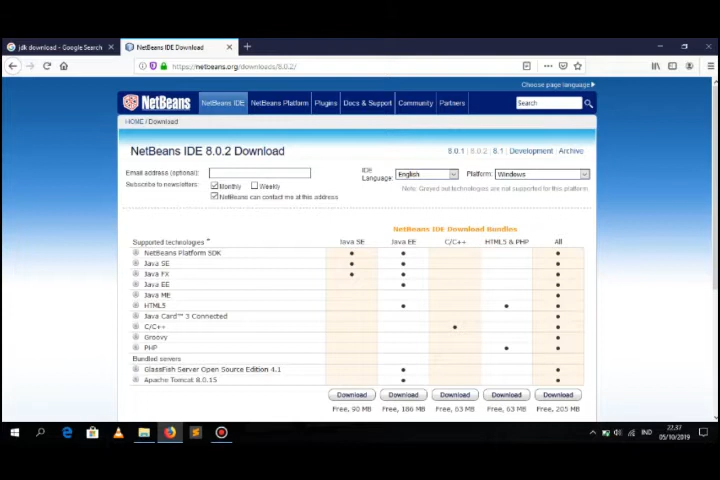 jdk download - Google Search
NetBeans IDE Download
https://netbeans.org/downloads/8.0.2/
Choose page language
NetBeans
NetBeans IDE
NetBeans Platform
Plugins
Docs & Support
Community
Partners
Search
HOME / Download
NetBeans IDE 8.0.2 Download
8.0.1 | 8.0.2 | 8.1 | Development | Archive
Email address (optional):
IDE Language: English
Platform: Windows
Subscribe to newsletters: Monthly Weekly
Note: Grayed out technologies are not supported for this platform.
NetBeans can contact me at this address
NetBeans IDE Download Bundles
Supported technologies * Java SE Java EE C/C++ HTML5 & PHP All
NetBeans Platform SDK
Java SE
Java FX
Java EE
Java ME
HTML5
Java Card™ 3 Connected
C/C++
Groovy
PHP
Bundled servers
GlassFish Server Open Source Edition 4.1
Apache Tomcat 8.0.15
Download Download Download Download Download
Free, 90 MB Free, 186 MB Free, 63 MB Free, 63 MB Free, 205 MB
IND
22.37
05/10/2019